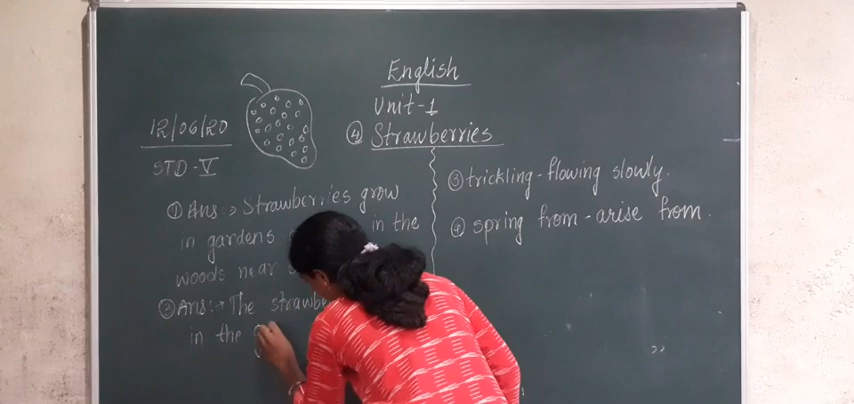 English
Unit-1
12/06/20
④ Strawberries
STD-V
① Ans:→ Strawberries grow
in gardens in the
woods near
② Ans:→ The strawbe
in the
③ trickling - flowing slowly.
④ spring from - arise from.